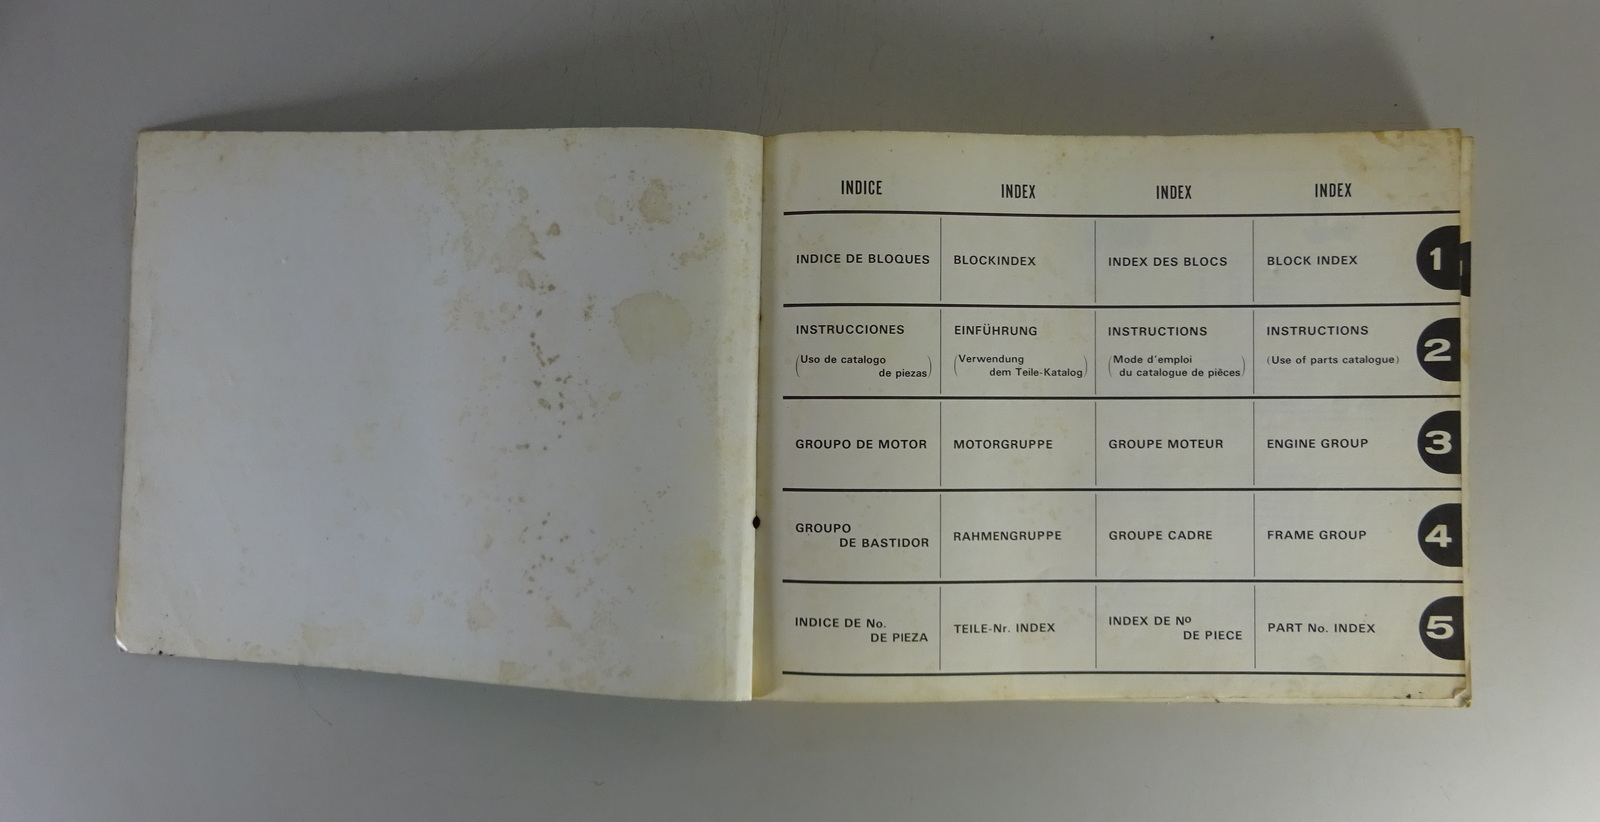 INDICE INDEX INDEX INDEX
INDICE DE BLOQUES BLOCKINDEX INDEX DES BLOCS BLOCK INDEX 1
INSTRUCCIONES EINFÜHRUNG INSTRUCTIONS INSTRUCTIONS 2
(Uso de catalogo (Verwendung (Mode d'emploi (Use of parts catalogue)
de piezas) dem Teile-Katalog) du catalogue de pièces)
GROUPO DE MOTOR MOTORGRUPPE GROUPE MOTEUR ENGINE GROUP 3
GROUPO RAHMENGRUPPE GROUPE CADRE FRAME GROUP 4
DE BASTIDOR
INDICE DE No. TEILE-Nr. INDEX INDEX DE Nº PART No. INDEX 5
DE PIEZA DE PIECE